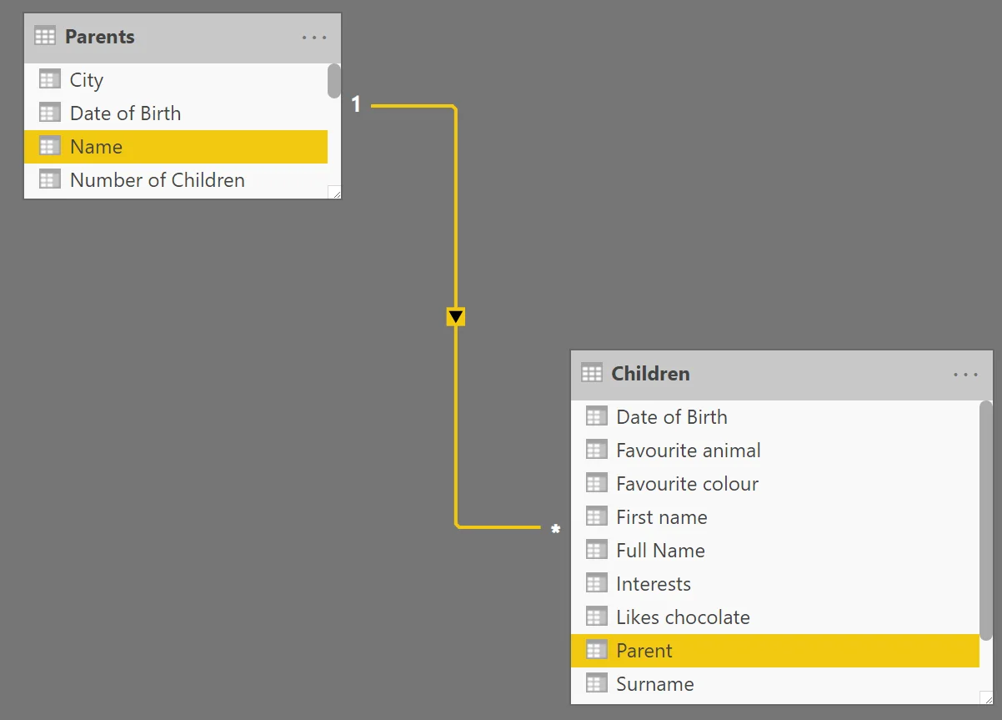 Parents
...
City
Date of Birth
Name
Number of Children
1
*
Children
...
Date of Birth
Favourite animal
Favourite colour
First name
Full Name
Interests
Likes chocolate
Parent
Surname